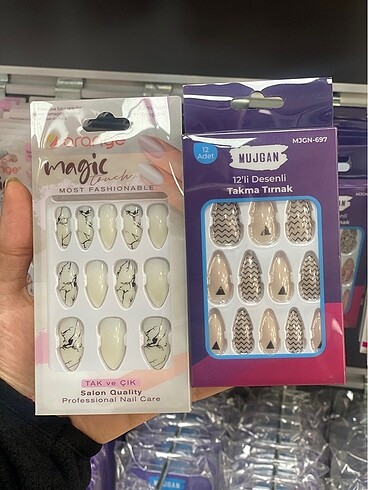 orange
magic
touch
MOST FASHIONABLE
TAK ve ÇIK
Salon Quality
Professional Nail Care
12
Adet
MUJGAN
MJGN-697
12'li Desenli
Takma Tırnak
MUJGAN